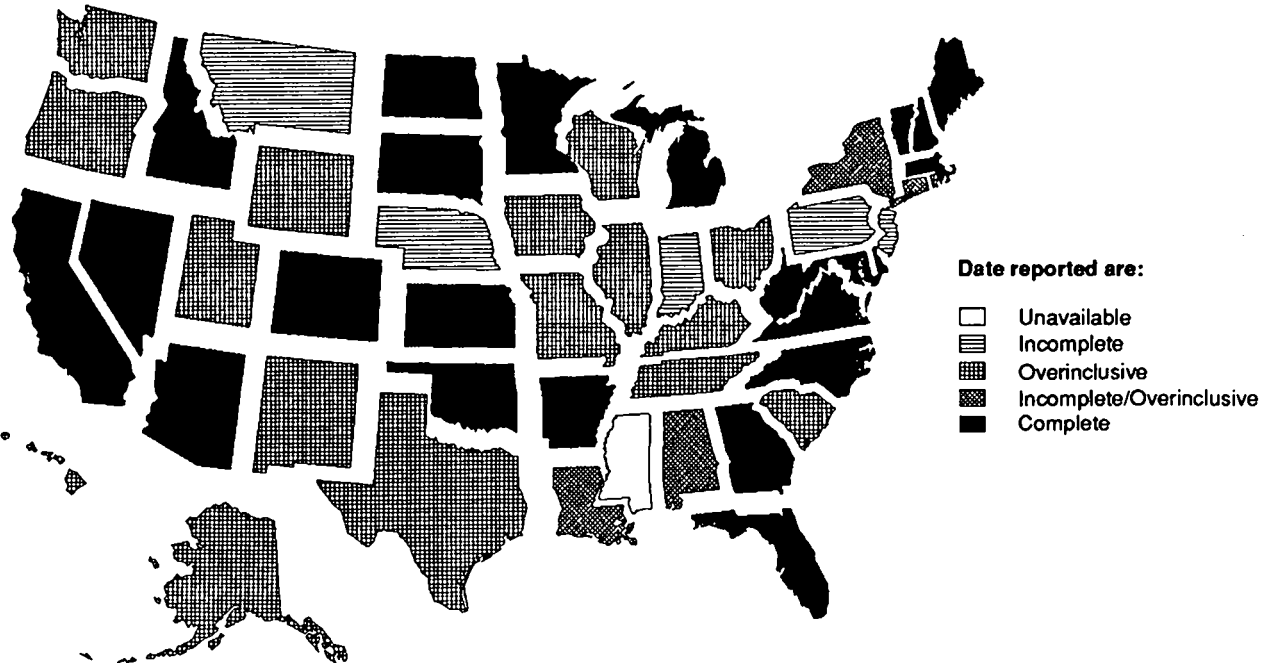 Date reported are:
Unavailable
Incomplete
Overinclusive
Incomplete/Overinclusive
Complete